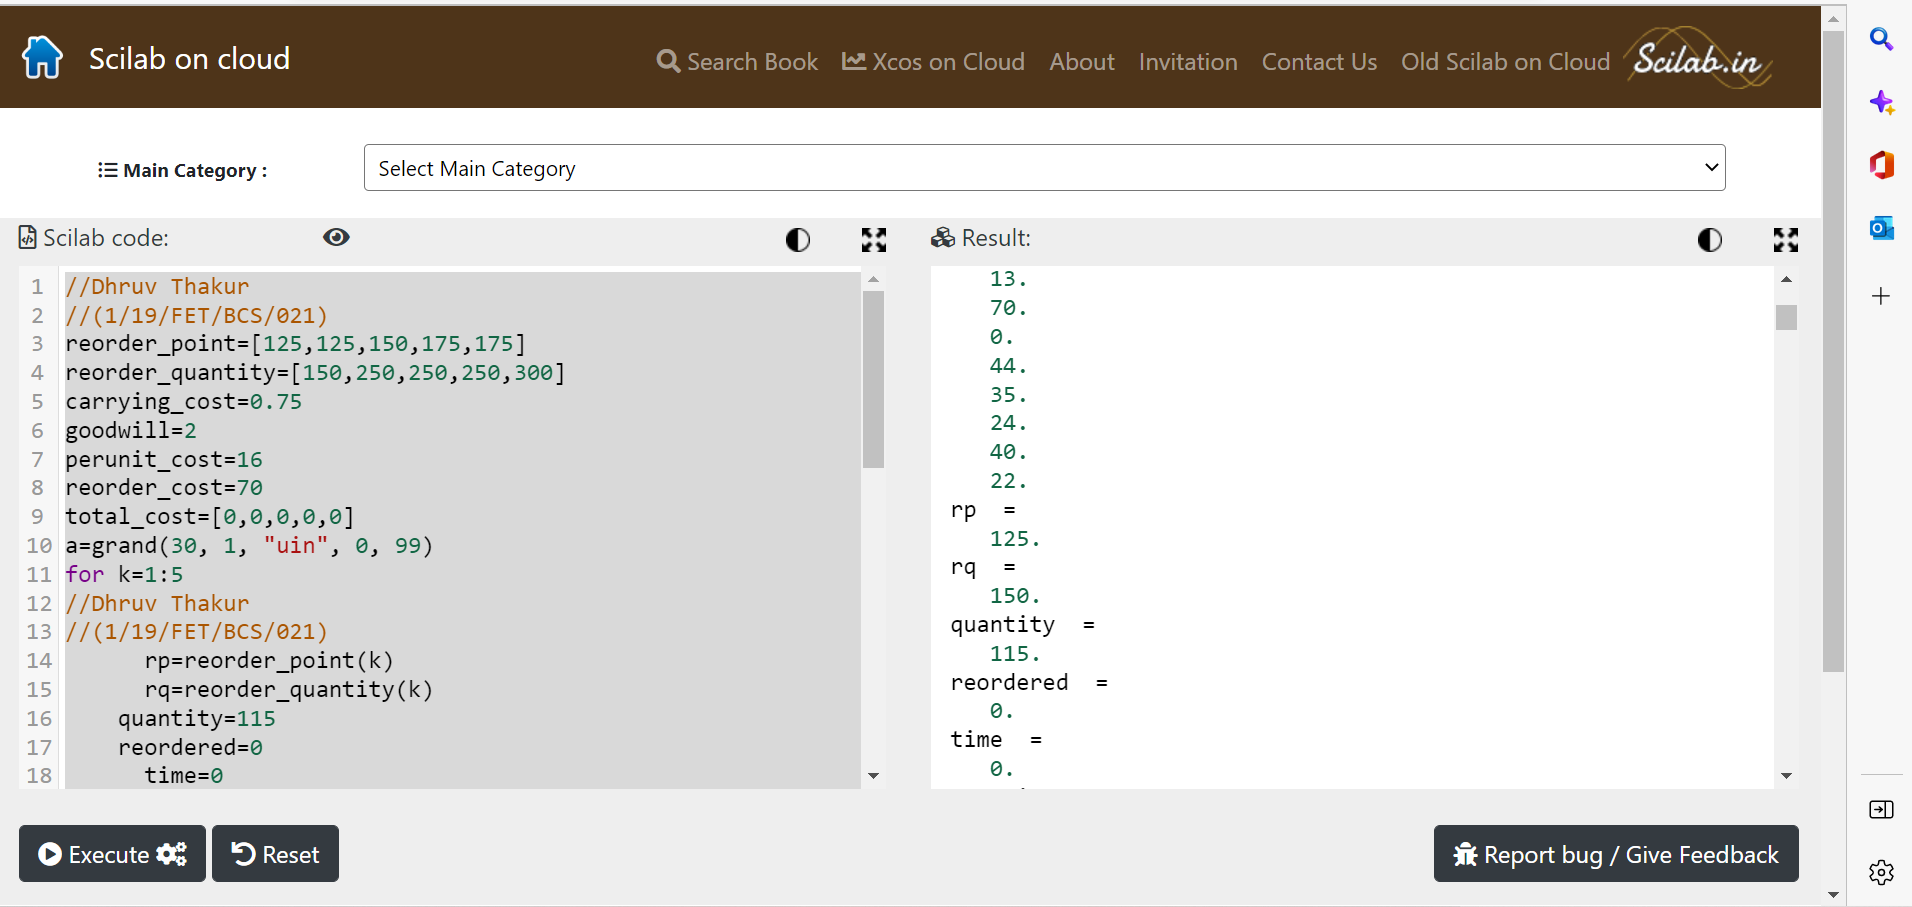 Scilab on cloud
Search Book Xcos on Cloud About Invitation Contact Us Old Scilab on Cloud Scilab.in
Main Category :
Select Main Category
Scilab code:
1 //Dhruv Thakur
2 //(1/19/FET/BCS/021)
3 reorder_point=[125,125,150,175,175]
4 reorder_quantity=[150,250,250,250,300]
5 carrying_cost=0.75
6 goodwill=2
7 perunit_cost=16
8 reorder_cost=70
9 total_cost=[0,0,0,0,0]
10 a=grand(30, 1, "uin", 0, 99)
11 for k=1:5
12 //Dhruv Thakur
13 //(1/19/FET/BCS/021)
14 rp=reorder_point(k)
15 rq=reorder_quantity(k)
16 quantity=115
17 reordered=0
18 time=0
Result:
13.
70.
0.
44.
35.
24.
40.
22.
rp =
125.
rq =
150.
quantity =
115.
reordered =
0.
time =
0.
Execute
Reset
Report bug / Give Feedback